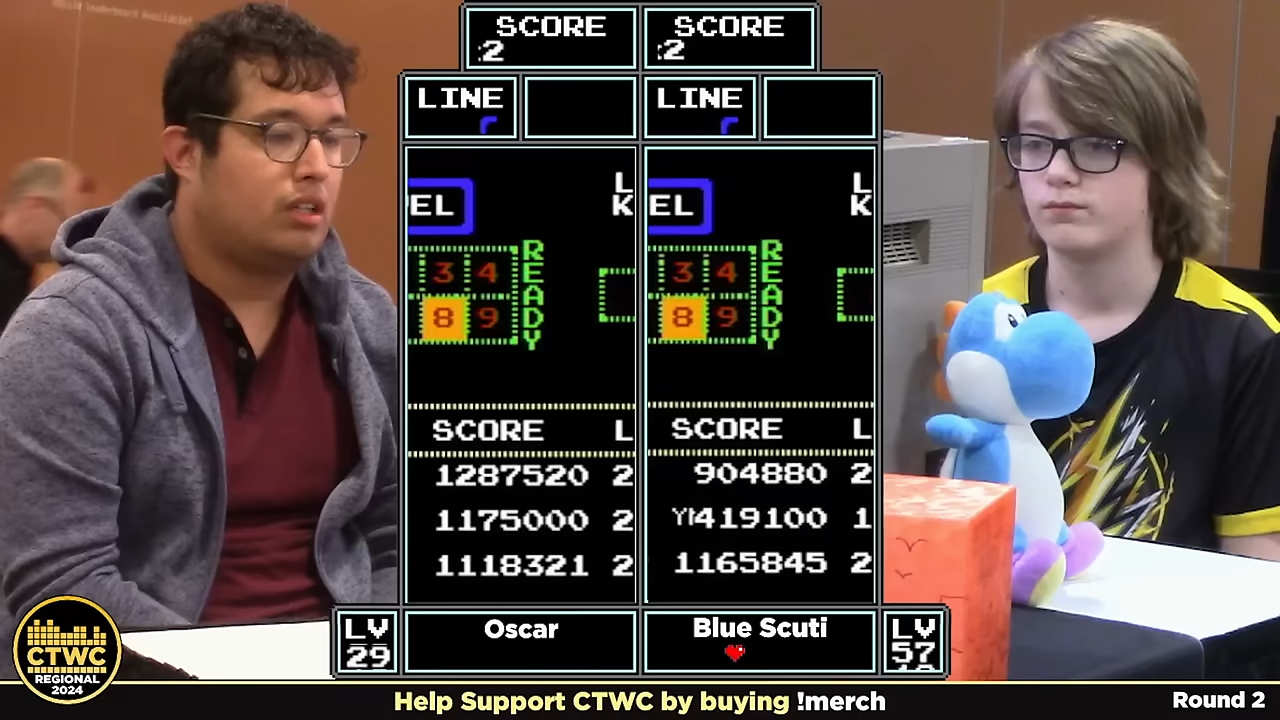 SCORE
:2
SCORE
:2
LINE
LINE
EL
L
K
EL
L
K
3 4
8 9
READY
3 4
8 9
READY
SCORE L
1287520 2
1175000 2
1118321 2
SCORE L
904880 2
419100 1
1165845 2
LV
29
Oscar
Blue Scuti
LV
57
CTWC
REGIONAL
2024
Help Support CTWC by buying !merch
Round 2